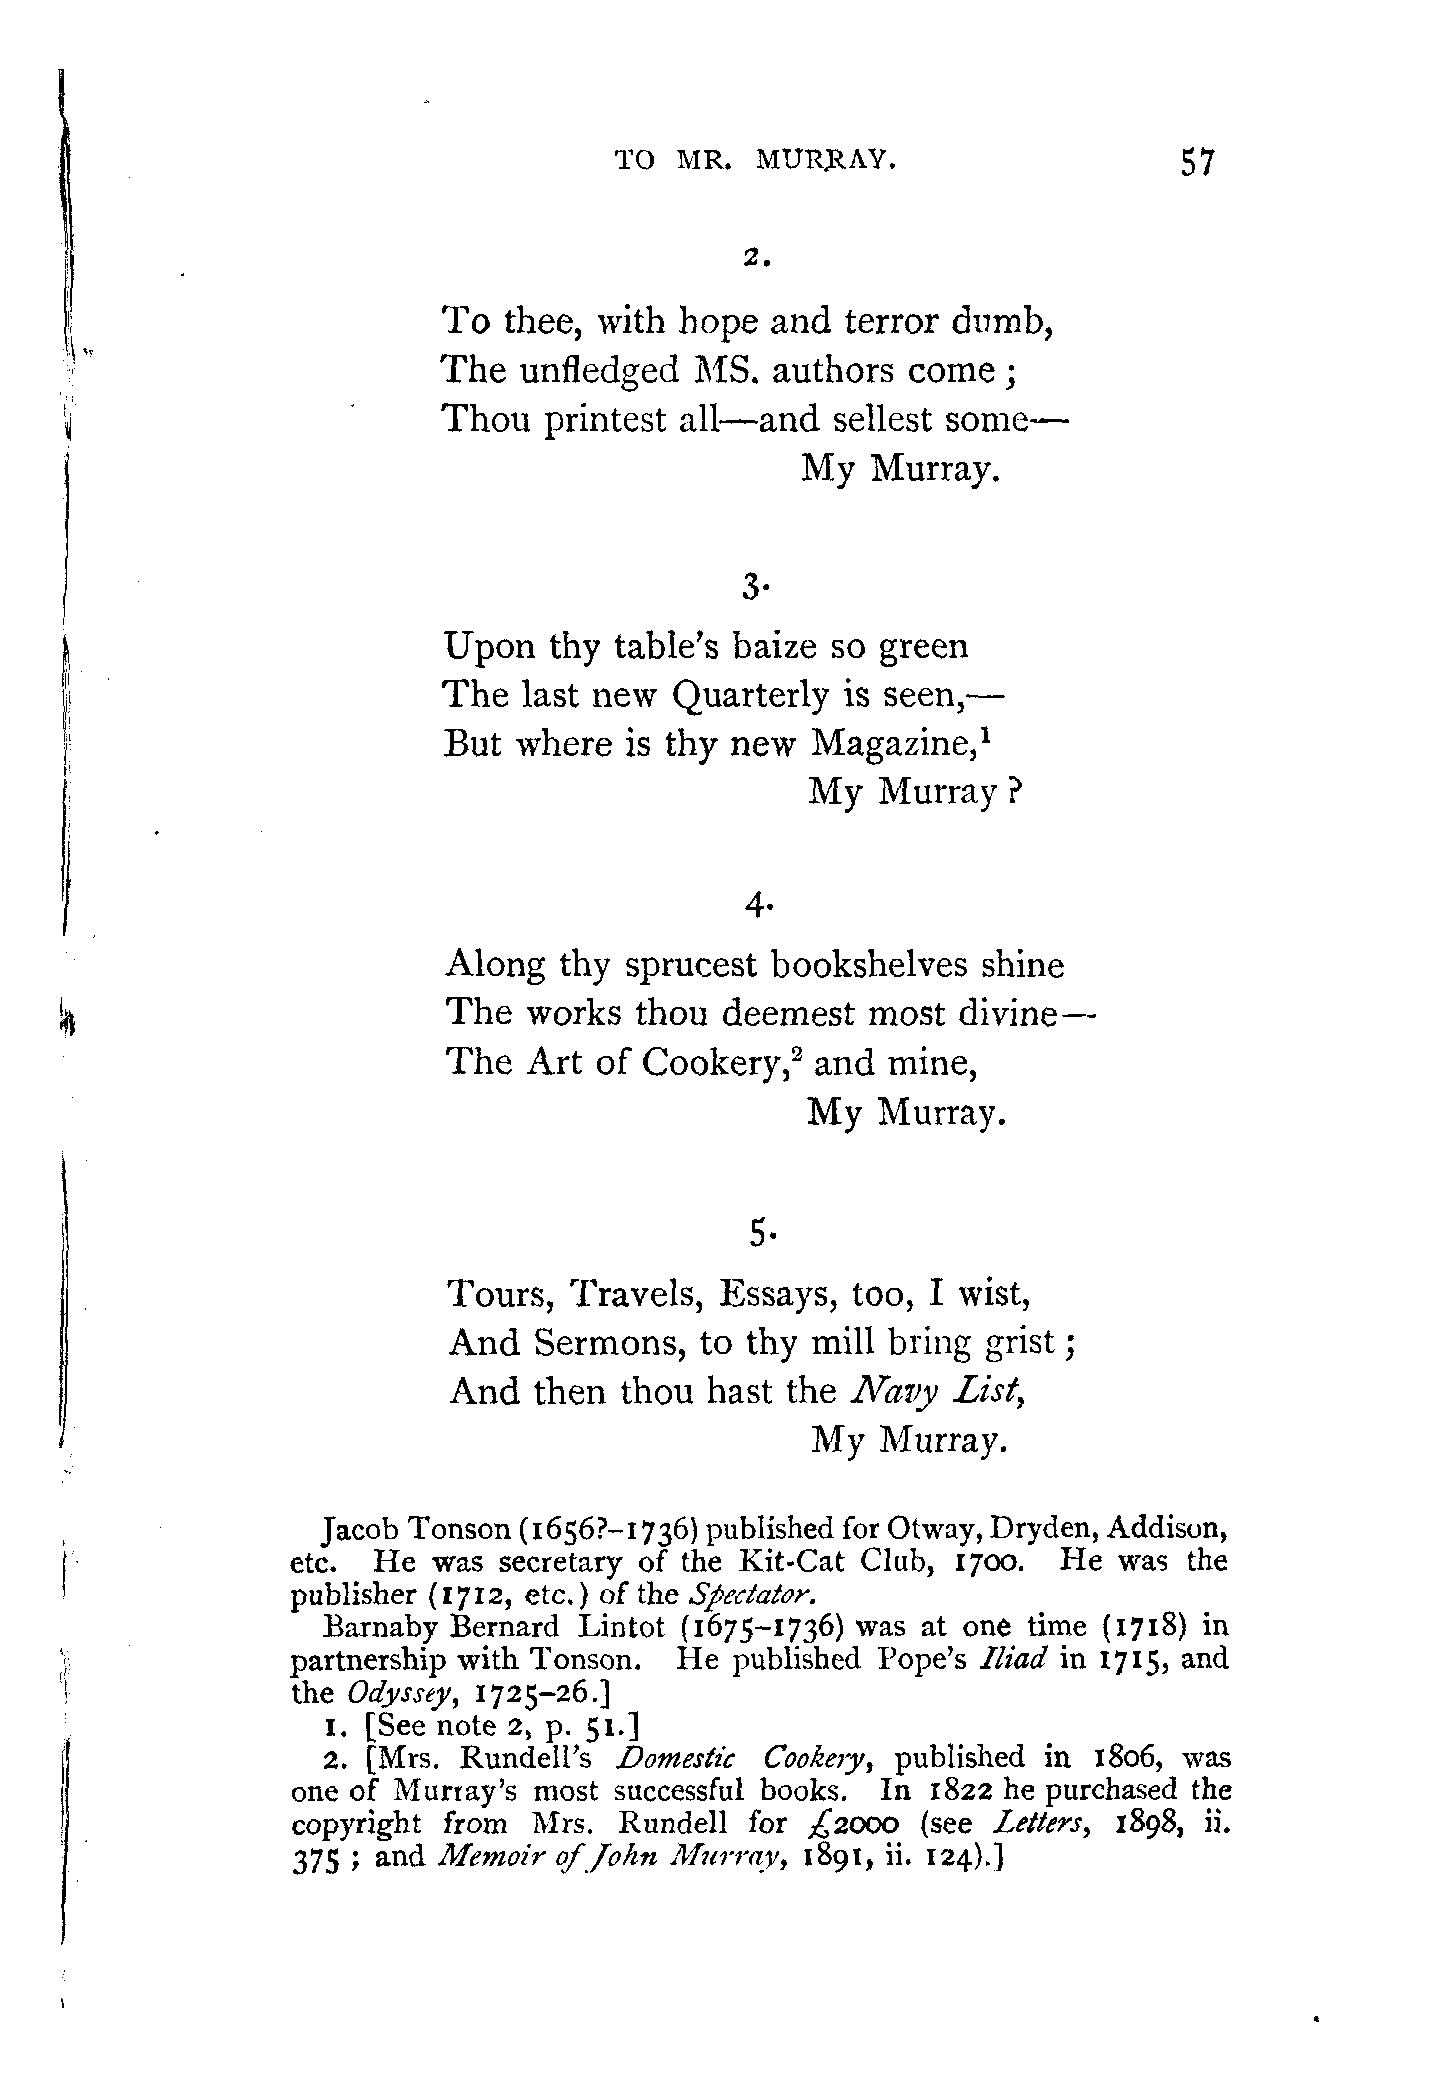 TO MR. MURRAY. 57
2.
To thee, with hope and terror dumb,
The unfledged MS. authors come ;
Thou printest all—and sellest some—
My Murray.
3.
Upon thy table's baize so green
The last new Quarterly is seen,—
But where is thy new Magazine,¹
My Murray ?
4.
Along thy sprucest bookshelves shine
The works thou deemest most divine—
The Art of Cookery,² and mine,
My Murray.
5.
Tours, Travels, Essays, too, I wist,
And Sermons, to thy mill bring grist ;
And then thou hast the Navy List,
My Murray.
Jacob Tonson (1656?–1736) published for Otway, Dryden, Addison,
etc. He was secretary of the Kit-Cat Club, 1700. He was the
publisher (1712, etc.) of the Spectator.
Barnaby Bernard Lintot (1675–1736) was at one time (1718) in
partnership with Tonson. He published Pope's Iliad in 1715, and
the Odyssey, 1725–26.]
1. [See note 2, p. 51.]
2. [Mrs. Rundell's Domestic Cookery, published in 1806, was
one of Murray's most successful books. In 1822 he purchased the
copyright from Mrs. Rundell for £2000 (see Letters, 1898, ii.
375 ; and Memoir of John Murray, 1891, ii. 124).]